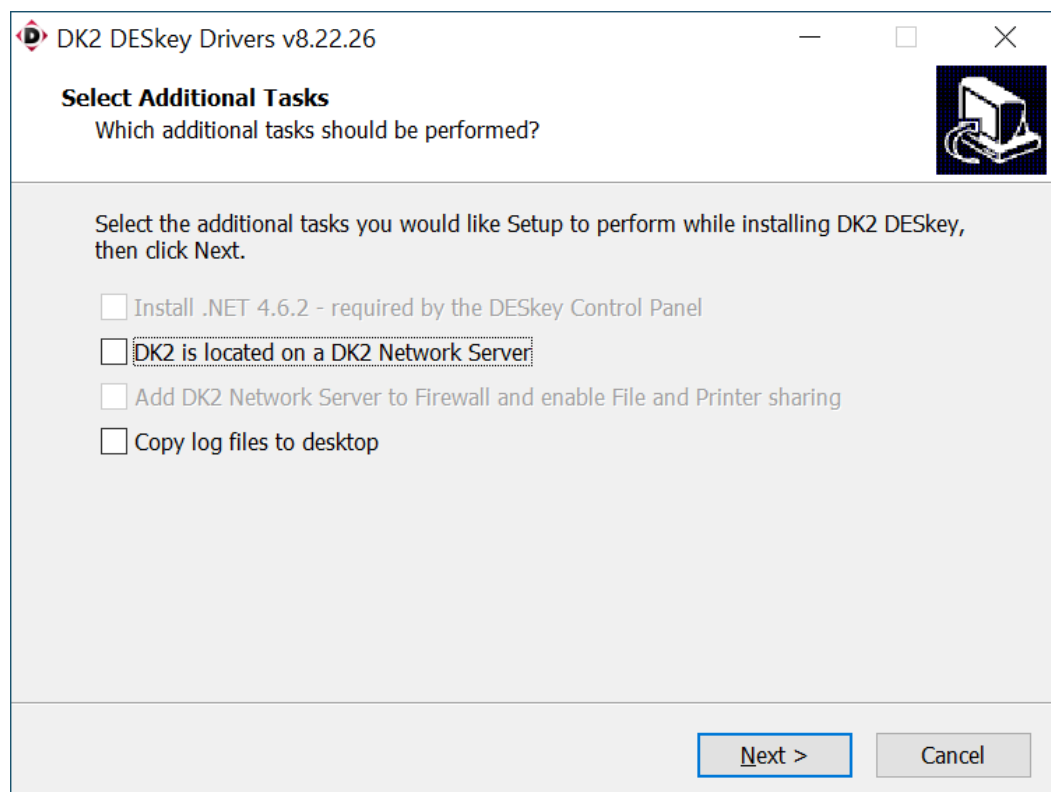 DK2 DESkey Drivers v8.22.26
Select Additional Tasks
Which additional tasks should be performed?
Select the additional tasks you would like Setup to perform while installing DK2 DESkey,
then click Next.
Install .NET 4.6.2 - required by the DESkey Control Panel
DK2 is located on a DK2 Network Server
Add DK2 Network Server to Firewall and enable File and Printer sharing
Copy log files to desktop
Next >
Cancel